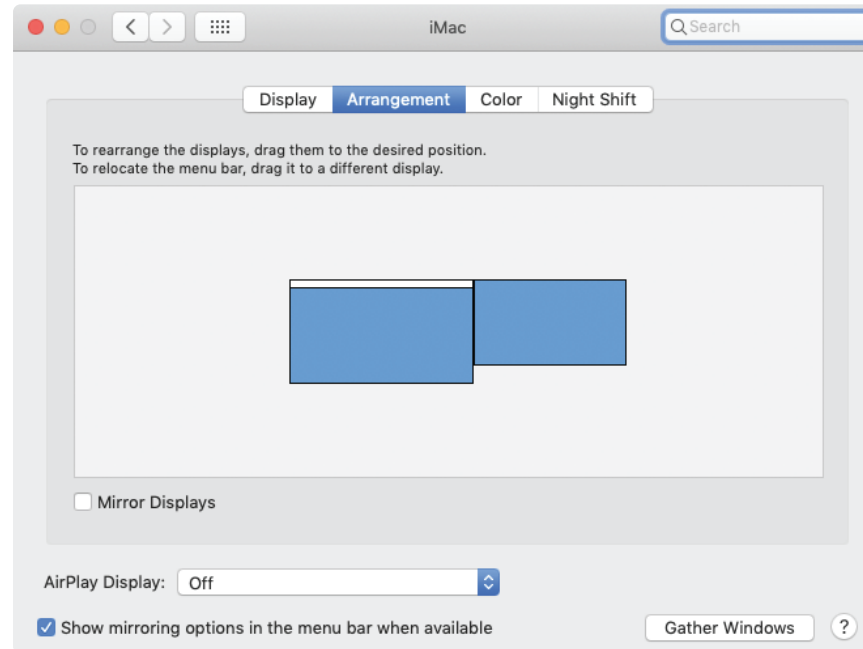 iMac
Search
Display Arrangement Color Night Shift
To rearrange the displays, drag them to the desired position.
To relocate the menu bar, drag it to a different display.
Mirror Displays
AirPlay Display: Off
Show mirroring options in the menu bar when available
Gather Windows ?